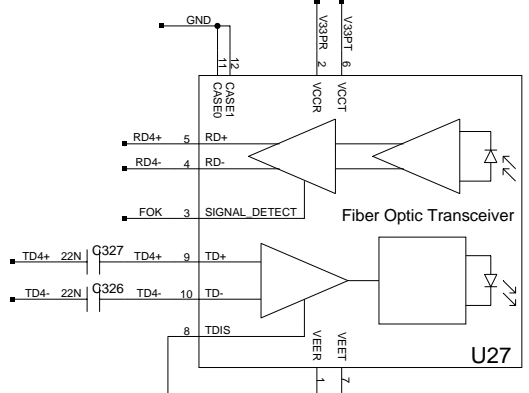 GND
V33PR
V33PT
11
12
2
6
CASE0
CASE1
VCCR
VCCT
RD4+ 5 RD+
RD4- 4 RD-
FOK 3 SIGNAL_DETECT
Fiber Optic Transceiver
TD4+ 22N C327 TD4+ 9 TD+
TD4- 22N C326 TD4- 10 TD-
8 TDIS
VEER
VEET
U27
1
7